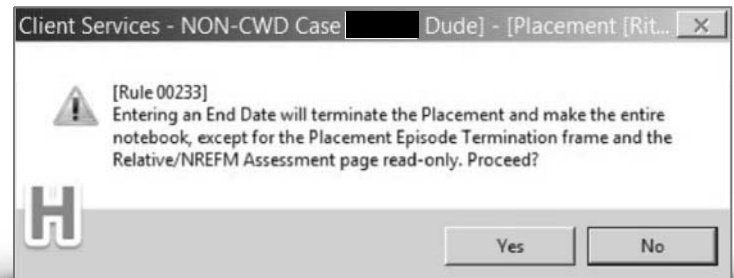 Client Services - NON-CWD Case Dude] - [Placement [Rit...
[Rule 00233]
Entering an End Date will terminate the Placement and make the entire
notebook, except for the Placement Episode Termination frame and the
Relative/NREFM Assessment page read-only. Proceed?
H
Yes
No